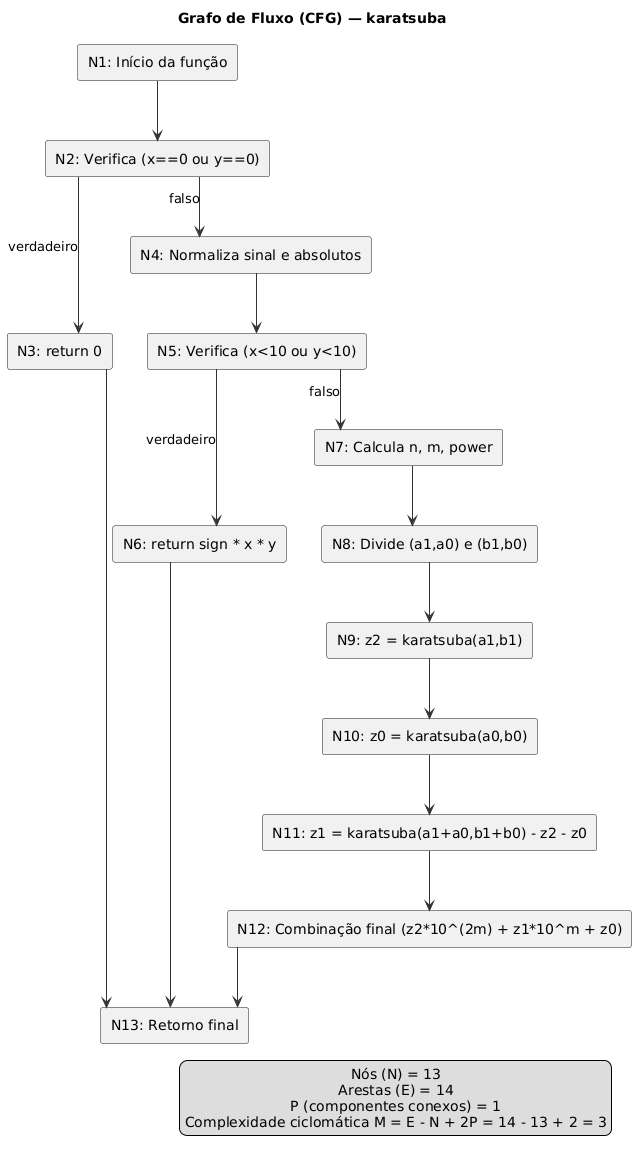 Grafo de Fluxo (CFG) — karatsuba
N1: Início da função
N2: Verifica (x==0 ou y==0)
falso
verdadeiro
N4: Normaliza sinal e absolutos
N3: return 0
N5: Verifica (x<10 ou y<10)
falso
verdadeiro
N7: Calcula n, m, power
N6: return sign * x * y
N8: Divide (a1,a0) e (b1,b0)
N9: z2 = karatsuba(a1,b1)
N10: z0 = karatsuba(a0,b0)
N11: z1 = karatsuba(a1+a0,b1+b0) - z2 - z0
N12: Combinação final (z2*10^(2m) + z1*10^m + z0)
N13: Retorno final
Nós (N) = 13
Arestas (E) = 14
P (componentes conexos) = 1
Complexidade ciclomática M = E - N + 2P = 14 - 13 + 2 = 3